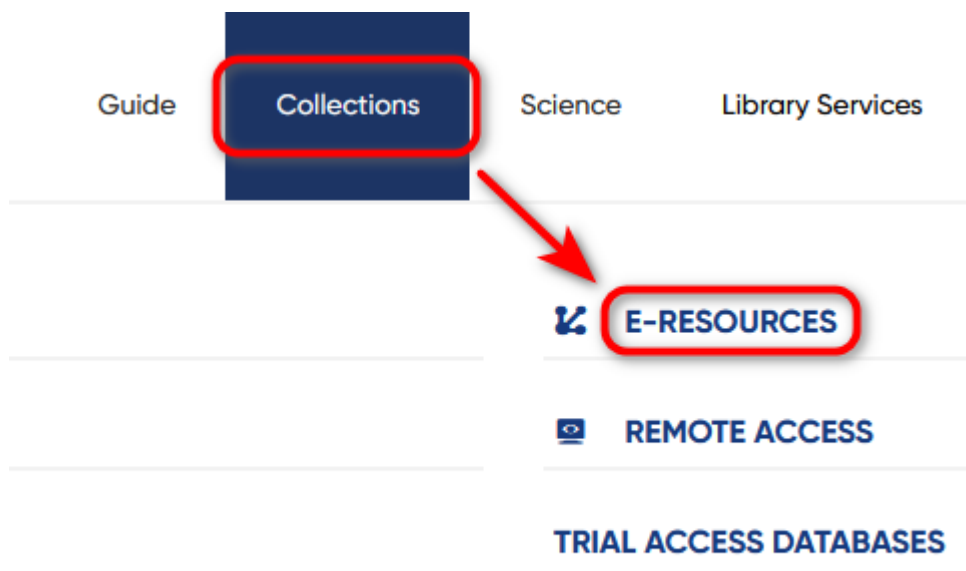 Guide Collections Science Library Services
E-RESOURCES
REMOTE ACCESS
TRIAL ACCESS DATABASES